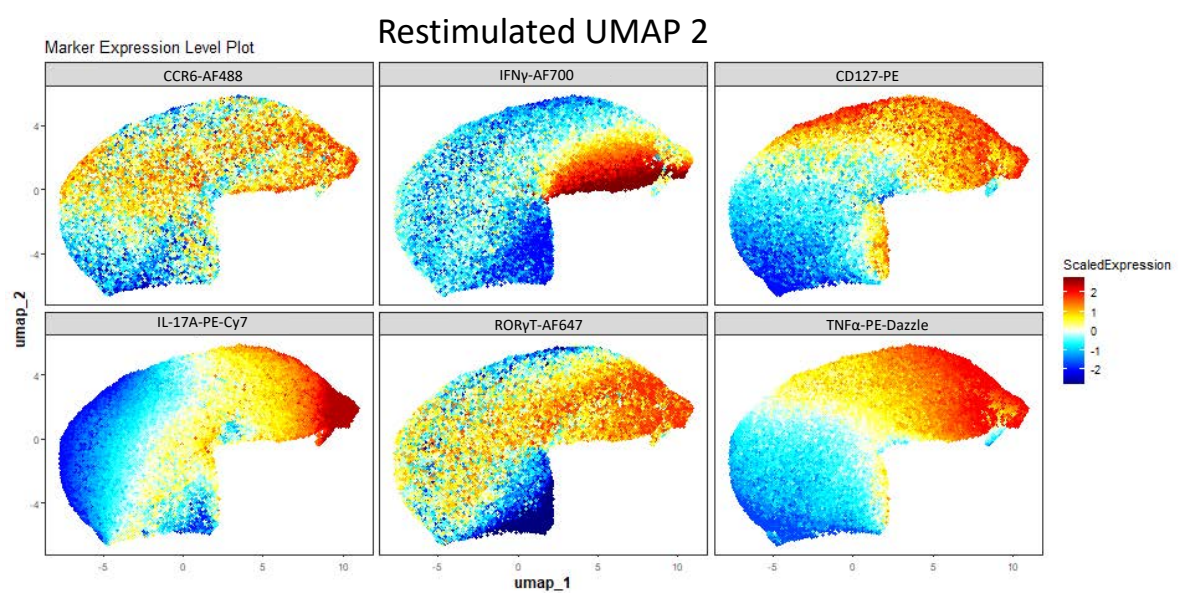 Restimulated UMAP 2
Marker Expression Level Plot
CCR6-AF488
IFNγ-AF700
CD127-PE
4
0
-4
IL-17A-PE-Cy7
RORγT-AF647
TNFα-PE-Dazzle
4
0
-4
-5 0 5 10
-5 0 5 10
-5 0 5 10
umap_2
umap_1
ScaledExpression
2
1
0
-1
-2